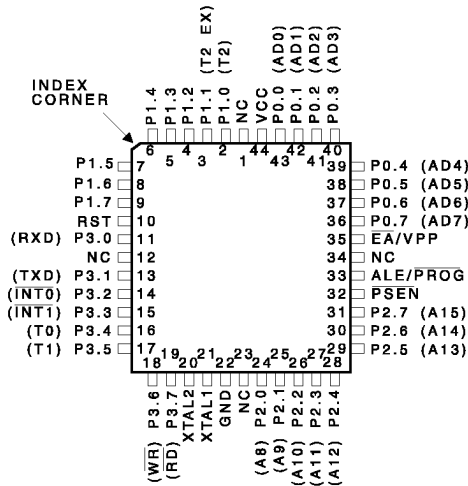 INDEX
CORNER
P1.4
P1.3
P1.2
P1.1 (T2 EX)
P1.0 (T2)
NC
VCC
P0.0 (AD0)
P0.1 (AD1)
P0.2 (AD2)
P0.3 (AD3)
6
5
4
3
2
1
44
43
42
41
40
P1.5 7
P1.6 8
P1.7 9
RST 10
(RXD) P3.0 11
NC 12
(TXD) P3.1 13
(INT0) P3.2 14
(INT1) P3.3 15
(T0) P3.4 16
(T1) P3.5 17
39 P0.4 (AD4)
38 P0.5 (AD5)
37 P0.6 (AD6)
36 P0.7 (AD7)
35 EA/VPP
34 NC
33 ALE/PROG
32 PSEN
31 P2.7 (A15)
30 P2.6 (A14)
29 P2.5 (A13)
18
19
20
21
22
23
24
25
26
27
28
(WR) P3.6
(RD) P3.7
XTAL2
XTAL1
GND
NC
(A8) P2.0
(A9) P2.1
(A10) P2.2
(A11) P2.3
(A12) P2.4